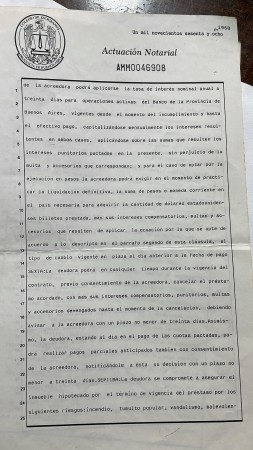 1968
Un mil novecientos sesenta y ocho
Actuación Notarial
AMM0046908
de la acreedora podrá aplicarse la tasa de interés nominal anual a
treinta días para operaciones activas del Banco de la Provincia de
Buenos Aires, vigentes desde el momento del incumplimiento y hasta
el efectivo pago, capitalizándose mensualmente los intereses resul-
tantes en ambos casos, aplicándose sobre las sumas que resulten los
intereses punitorios pactados en la presente, sin perjuicio de la
multa y accesorios que correspondan; o para el caso de optar por la
ejecución en pesos la acreedora podrá exigir en el momento de practi-
car la liquidación definitiva, la suma de pesos o moneda corriente en
el país necesaria para adquirir la cantidad de dólares estadouniden-
ses billetes prestada, más sus intereses compensatorios, multas y ac-
cesorios que resulten de aplicar la ecuación por la que se opte de
acuerdo a lo descripto en el párrafo segundo de esta cláusula, al
tipo de cambio vigente en plaza al día anterior a la fecha de pago
deudora podrá en cualquier tiempo durante la vigencia del
contrato, previo consentimiento de la acreedora, cancelar el présta-
mo acordado, con más sus intereses compensatorios, punitorios, multas
y accesorios devengados hasta el momento de la cancelación, debiendo
avisar a la acreedora con un plazo no menor de treinta días.
mo, la deudora, estando al día en el pago de las cuotas pactadas, po-
drá realizar pagos parciales anticipados también con consentimiento
de la acreedora, notificándole a ésta su decisión con un plazo no
menor a treinta días.SEPTIMA:La deudora se compromete a asegurar el
inmueble hipotecado por el término de vigencia del préstamo por los
siguientes riesgos:incendio, tumulto popular, vandalismo, malevolen-